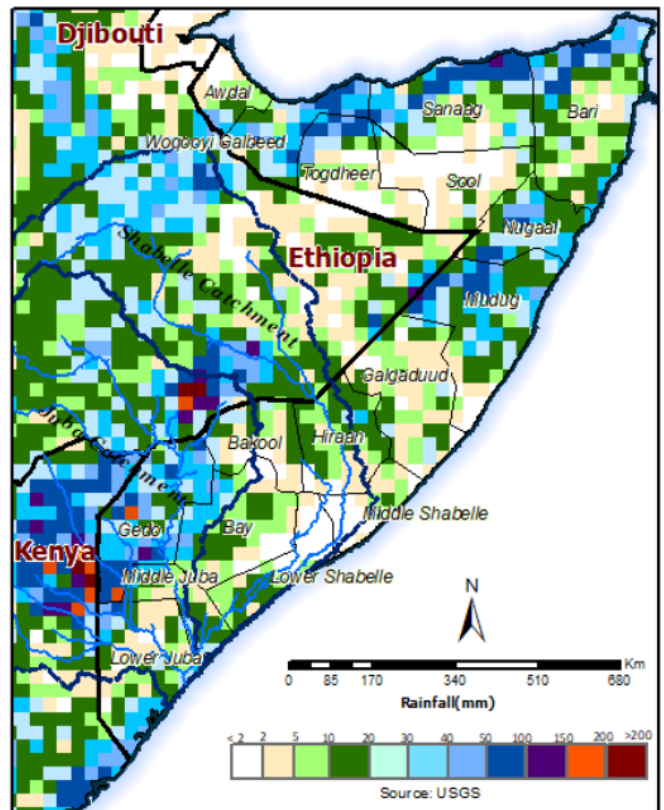 Djibouti
Awdal
Sanaag
Bari
Woqooyi Galbeed
Togdheer
Sool
Nugaal
Shabelle Catchment
Ethiopia
Mudug
Galgaduud
Juba Catchment
Bakool
Hiraan
Gedo
Bay
Middle Shabelle
Kenya
Middle Juba
Lower Shabelle
N
Lower Juba
Km
0 85 170 340 510 680
Rainfall(mm)
< 2 2 5 10 20 30 40 50 100 150 200 >200
Source: USGS